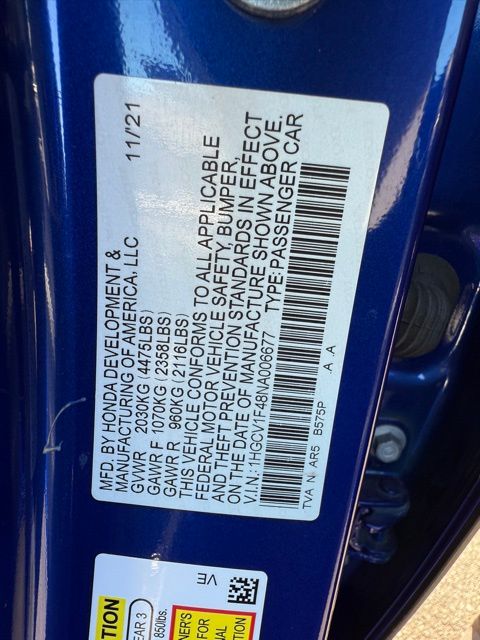 MFD. BY HONDA DEVELOPMENT & 11/'21
MANUFACTURING OF AMERICA, LLC
GVWR 2030KG (4475LBS)
GAWR F 1070KG (2358LBS)
GAWR R 960KG (2116LBS)
THIS VEHICLE CONFORMS TO ALL APPLICABLE
FEDERAL MOTOR VEHICLE SAFETY, BUMPER,
AND THEFT PREVENTION STANDARDS IN EFFECT
ON THE DATE OF MANUFACTURE SHOWN ABOVE.
V.I.N.: 1HGCV1F48NA006677 TYPE: PASSENGER CAR
TVA N AR5 B575P A A
VE